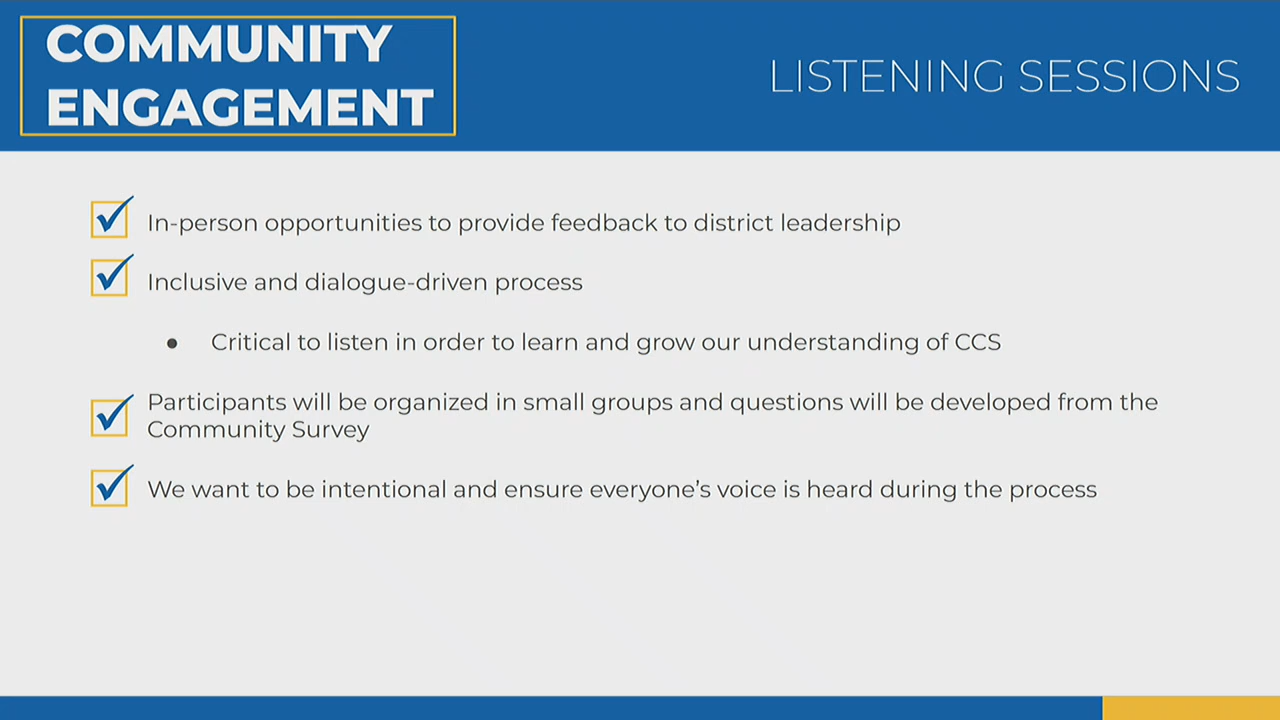 COMMUNITY
ENGAGEMENT
LISTENING SESSIONS
In-person opportunities to provide feedback to district leadership
Inclusive and dialogue-driven process
● Critical to listen in order to learn and grow our understanding of CCS
Participants will be organized in small groups and questions will be developed from the
Community Survey
We want to be intentional and ensure everyone’s voice is heard during the process